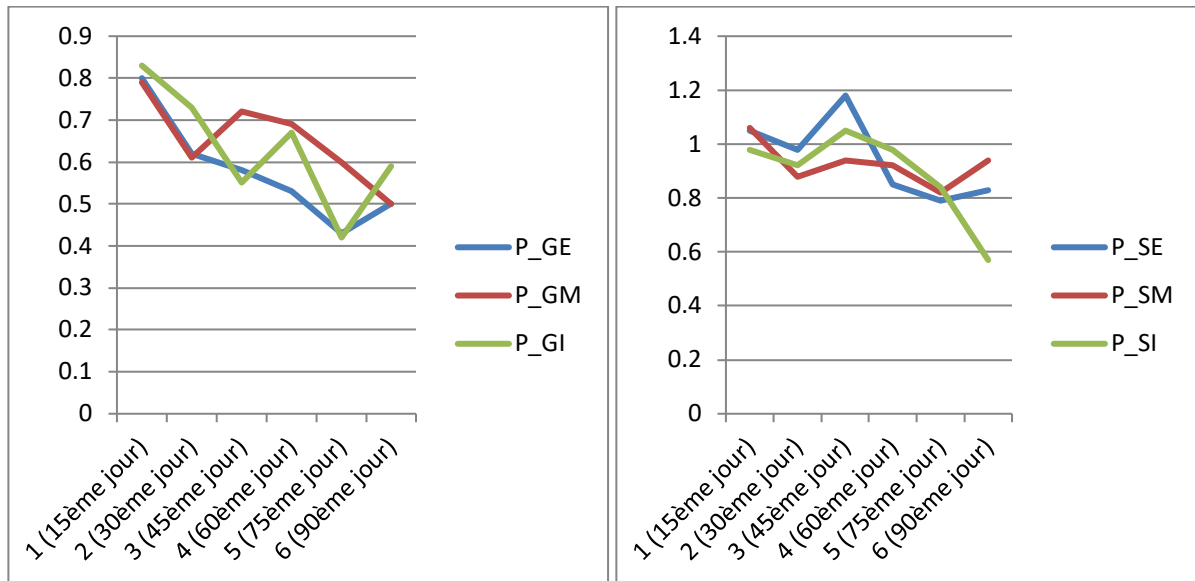 0.9
0.8
0.7
0.6
0.5
0.4
0.3
0.2
0.1
0
1 (15ème jour)
2 (30ème jour)
3 (45ème jour)
4 (60ème jour)
5 (75ème jour)
6 (90ème jour)
P_GE
P_GM
P_GI
1.4
1.2
1
0.8
0.6
0.4
0.2
0
1 (15ème jour)
2 (30ème jour)
3 (45ème jour)
4 (60ème jour)
5 (75ème jour)
6 (90ème jour)
P_SE
P_SM
P_SI